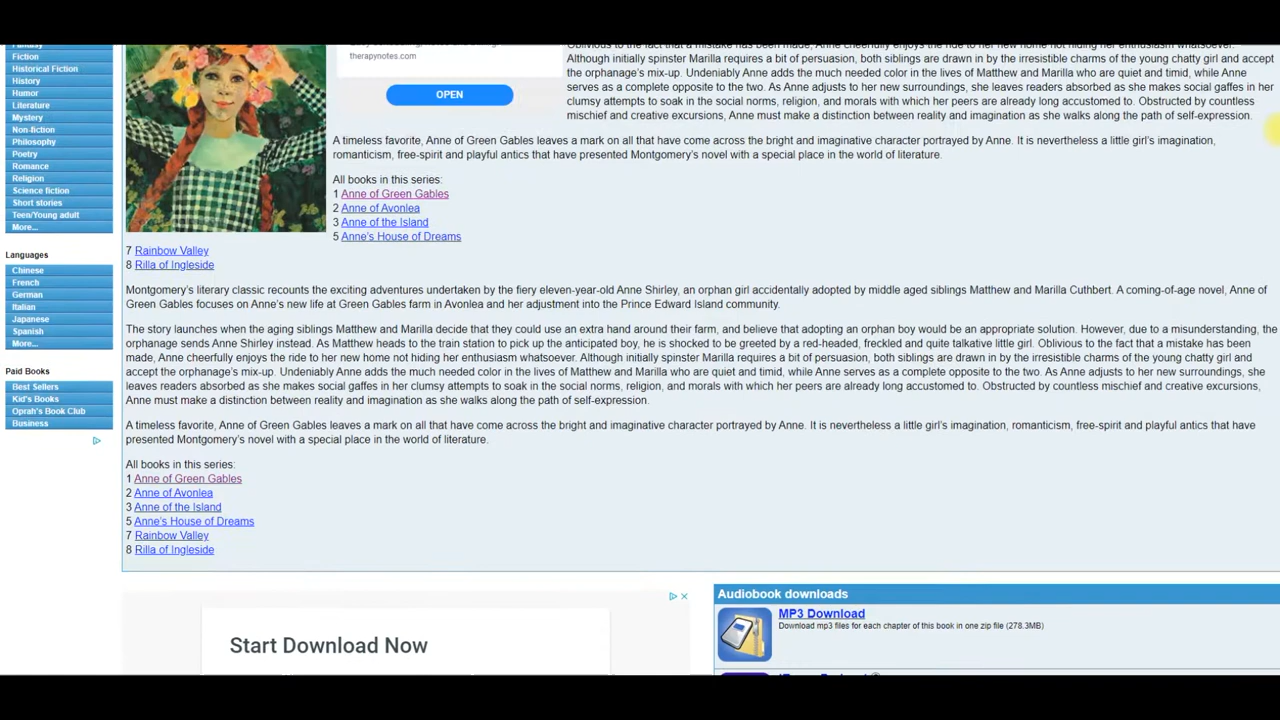 Fantasy
Fiction
Historical Fiction
History
Humor
Literature
Mystery
Non-fiction
Philosophy
Poetry
Romance
Religion
Science fiction
Short stories
Teen/Young adult
More...
Languages
Chinese
French
German
Italian
Japanese
Spanish
More...
Paid Books
Best Sellers
Kid's Books
Oprah's Book Club
Business
therapynotes.com
OPEN
Oblivious to the fact that a mistake has been made, Anne cheerfully enjoys the ride to her new home not hiding her enthusiasm whatsoever.
Although initially spinster Marilla requires a bit of persuasion, both siblings are drawn in by the irresistible charms of the young chatty girl and accept
the orphanage's mix-up. Undeniably Anne adds the much needed color in the lives of Matthew and Marilla who are quiet and timid, while Anne
serves as a complete opposite to the two. As Anne adjusts to her new surroundings, she leaves readers absorbed as she makes social gaffes in her
clumsy attempts to soak in the social norms, religion, and morals with which her peers are already long accustomed to. Obstructed by countless
mischief and creative excursions, Anne must make a distinction between reality and imagination as she walks along the path of self-expression.
A timeless favorite, Anne of Green Gables leaves a mark on all that have come across the bright and imaginative character portrayed by Anne. It is nevertheless a little girl's imagination,
romanticism, free-spirit and playful antics that have presented Montgomery's novel with a special place in the world of literature.
All books in this series:
1 Anne of Green Gables
2 Anne of Avonlea
3 Anne of the Island
5 Anne's House of Dreams
7 Rainbow Valley
8 Rilla of Ingleside
Montgomery's literary classic recounts the exciting adventures undertaken by the fiery eleven-year-old Anne Shirley, an orphan girl accidentally adopted by middle aged siblings Matthew and Marilla Cuthbert. A coming-of-age novel, Anne of
Green Gables focuses on Anne's new life at Green Gables farm in Avonlea and her adjustment into the Prince Edward Island community.
The story launches when the aging siblings Matthew and Marilla decide that they could use an extra hand around their farm, and believe that adopting an orphan boy would be an appropriate solution. However, due to a misunderstanding, the
orphanage sends Anne Shirley instead. As Matthew heads to the train station to pick up the anticipated boy, he is shocked to be greeted by a red-headed, freckled and quite talkative little girl. Oblivious to the fact that a mistake has been
made, Anne cheerfully enjoys the ride to her new home not hiding her enthusiasm whatsoever. Although initially spinster Marilla requires a bit of persuasion, both siblings are drawn in by the irresistible charms of the young chatty girl and
accept the orphanage's mix-up. Undeniably Anne adds the much needed color in the lives of Matthew and Marilla who are quiet and timid, while Anne serves as a complete opposite to the two. As Anne adjusts to her new surroundings, she
leaves readers absorbed as she makes social gaffes in her clumsy attempts to soak in the social norms, religion, and morals with which her peers are already long accustomed to. Obstructed by countless mischief and creative excursions,
Anne must make a distinction between reality and imagination as she walks along the path of self-expression.
A timeless favorite, Anne of Green Gables leaves a mark on all that have come across the bright and imaginative character portrayed by Anne. It is nevertheless a little girl's imagination, romanticism, free-spirit and playful antics that have
presented Montgomery's novel with a special place in the world of literature.
All books in this series:
1 Anne of Green Gables
2 Anne of Avonlea
3 Anne of the Island
5 Anne's House of Dreams
7 Rainbow Valley
8 Rilla of Ingleside
Start Download Now
Audiobook downloads
MP3 Download
Download mp3 files for each chapter of this book in one zip file (278.3MB)